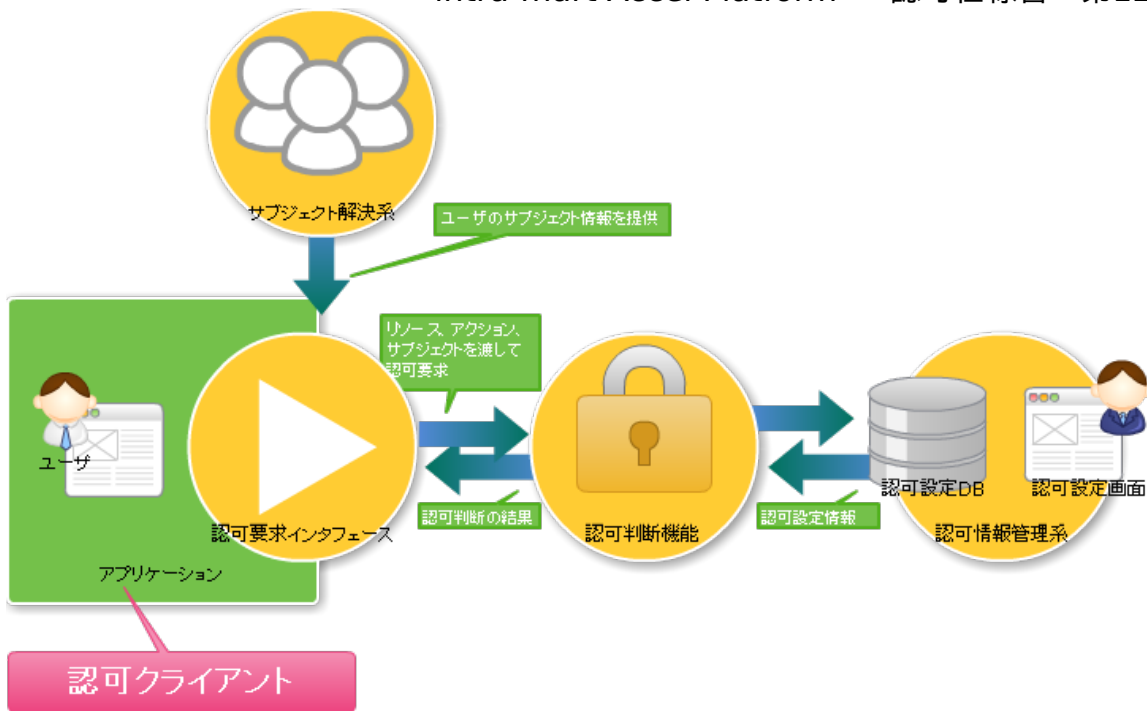 サブジェクト解決系
ユーザのサブジェクト情報を提供
リソース、アクション、
サブジェクトを渡して
認可要求
ユーザ
認可設定DB
認可設定画面
認可判断の結果
認可設定情報
認可要求インタフェース
認可判断機能
認可情報管理系
アプリケーション
認可クライアント